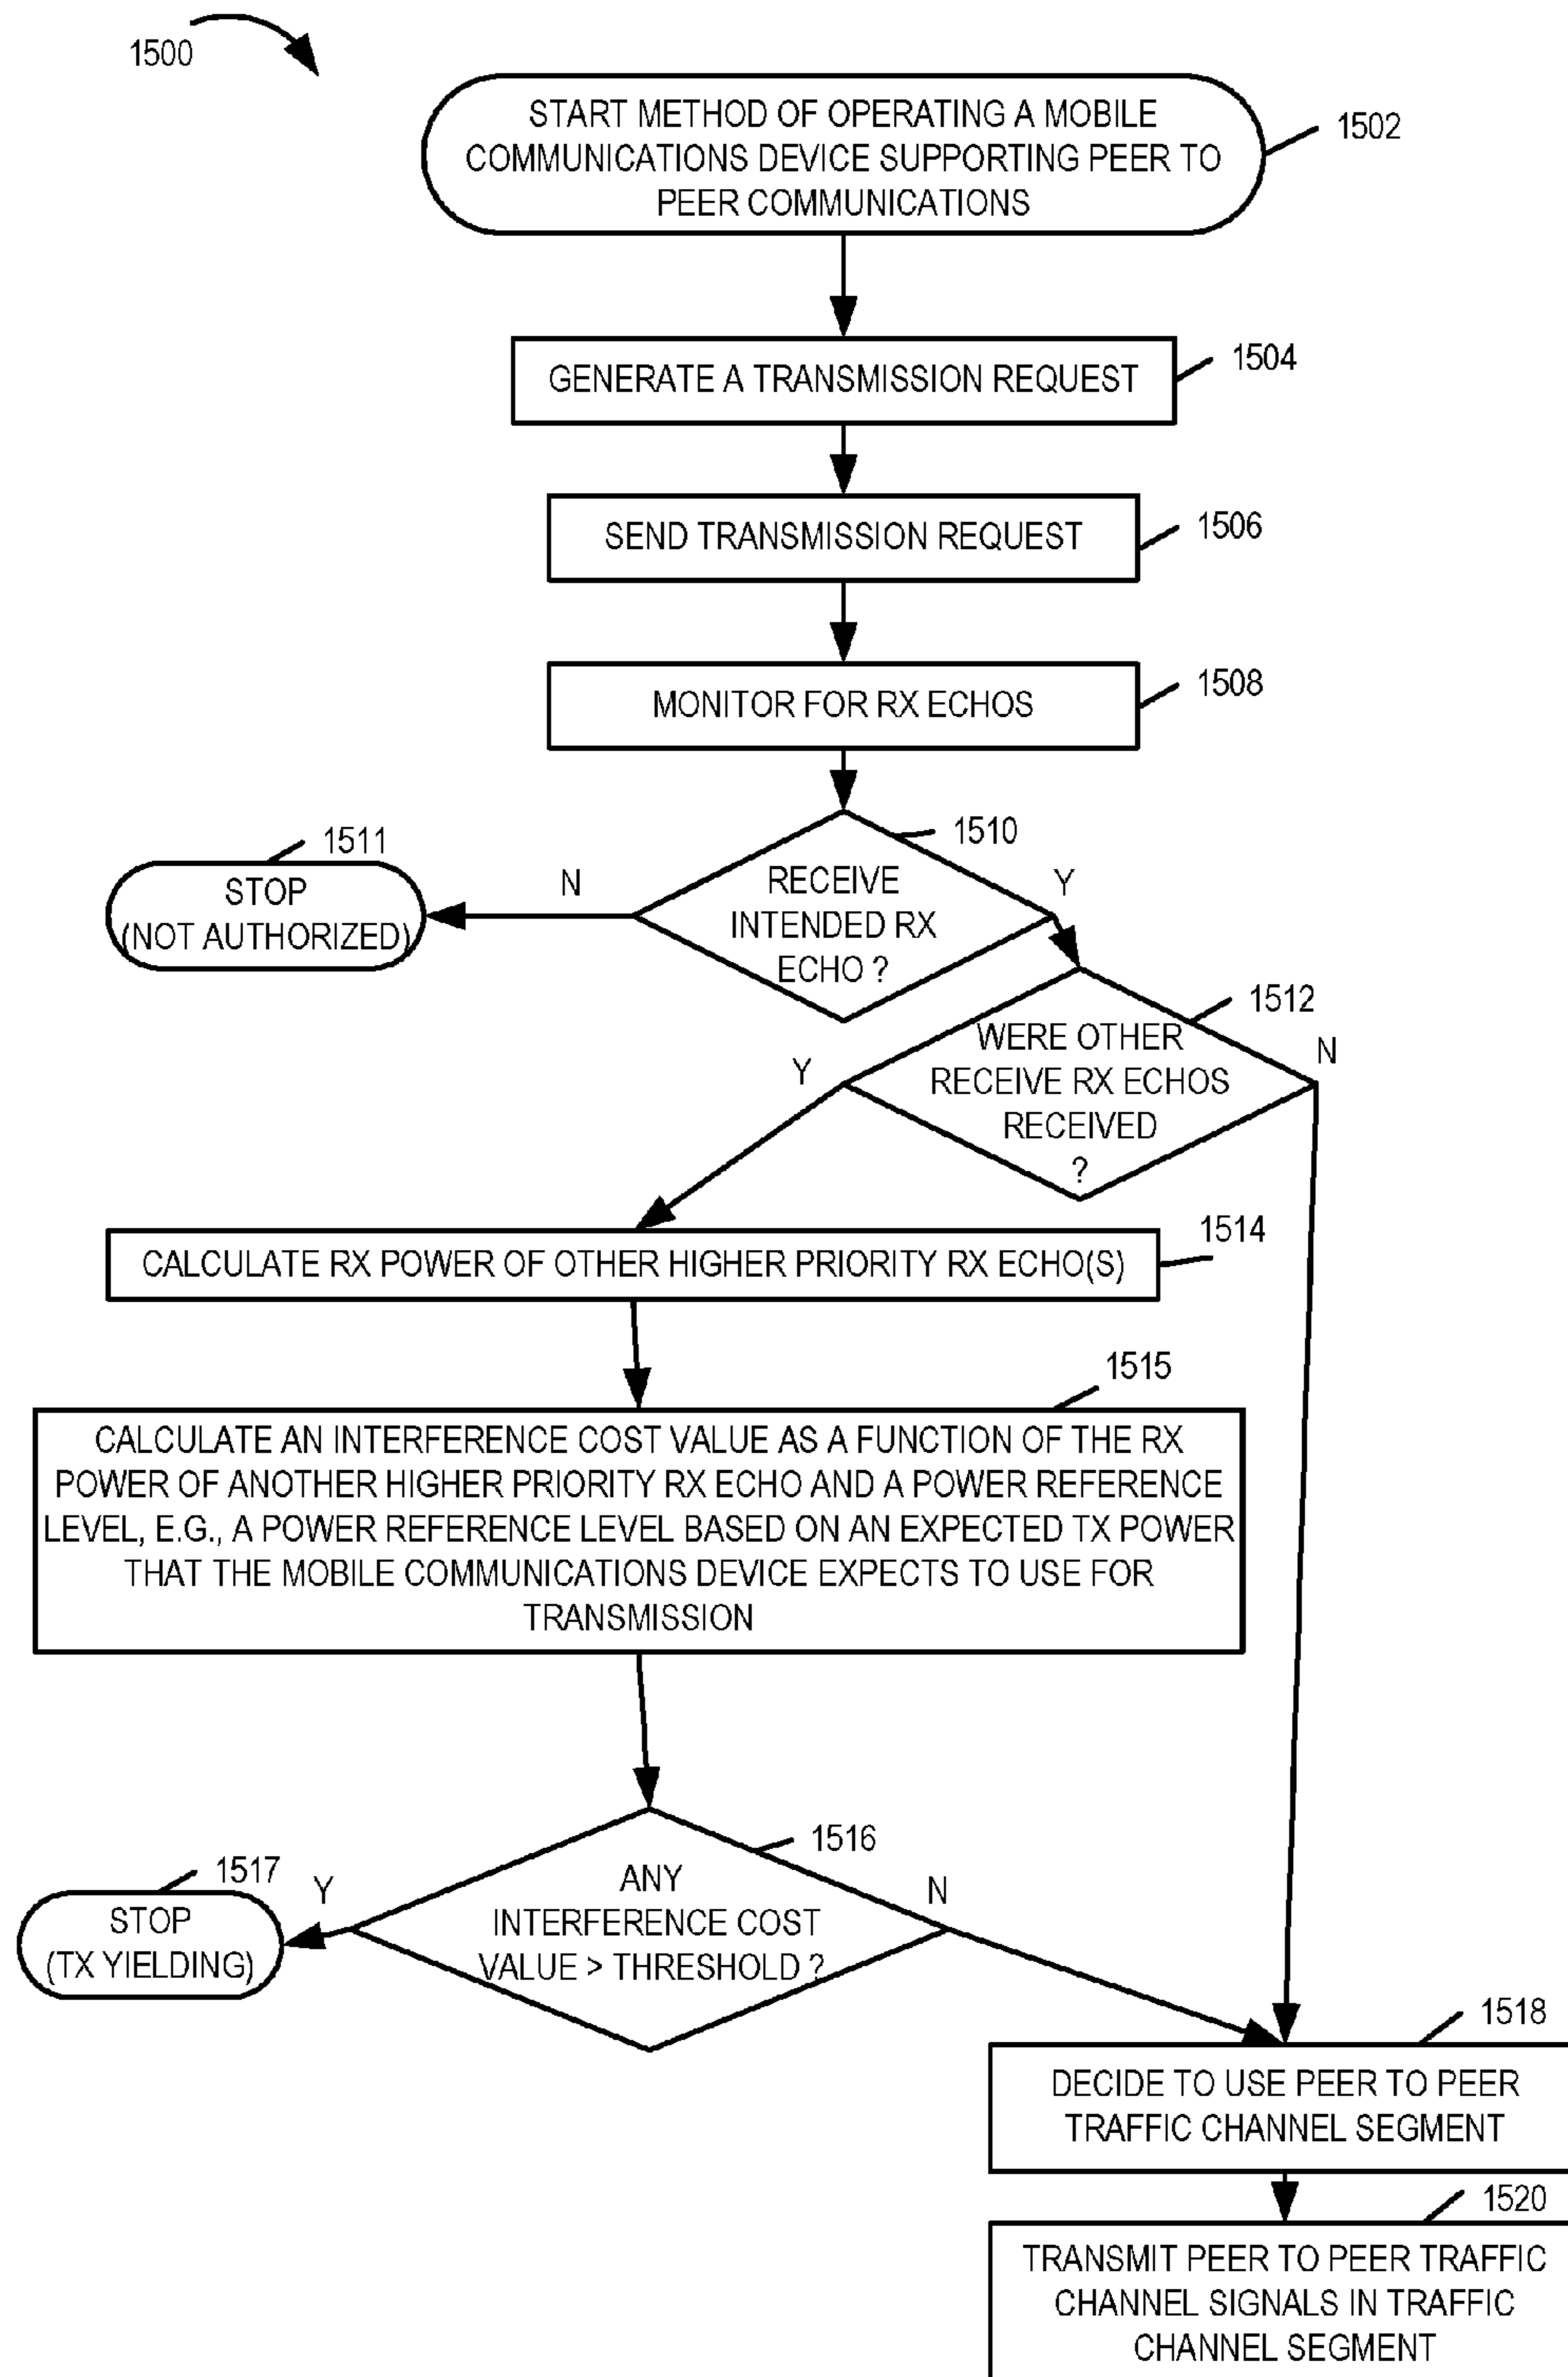 1500
START METHOD OF OPERATING A MOBILE
COMMUNICATIONS DEVICE SUPPORTING PEER TO
PEER COMMUNICATIONS
1502
GENERATE A TRANSMISSION REQUEST
1504
SEND TRANSMISSION REQUEST
1506
MONITOR FOR RX ECHOS
1508
1510
RECEIVE
INTENDED RX
ECHO ?
N
Y
1511
STOP
(NOT AUTHORIZED)
1512
WERE OTHER
RECEIVE RX ECHOS
RECEIVED
?
Y
N
1514
CALCULATE RX POWER OF OTHER HIGHER PRIORITY RX ECHO(S)
1515
CALCULATE AN INTERFERENCE COST VALUE AS A FUNCTION OF THE RX
POWER OF ANOTHER HIGHER PRIORITY RX ECHO AND A POWER REFERENCE
LEVEL, E.G., A POWER REFERENCE LEVEL BASED ON AN EXPECTED TX POWER
THAT THE MOBILE COMMUNICATIONS DEVICE EXPECTS TO USE FOR
TRANSMISSION
1516
ANY
INTERFERENCE COST
VALUE > THRESHOLD ?
Y
N
1517
STOP
(TX YIELDING)
1518
DECIDE TO USE PEER TO PEER
TRAFFIC CHANNEL SEGMENT
1520
TRANSMIT PEER TO PEER TRAFFIC
CHANNEL SIGNALS IN TRAFFIC
CHANNEL SEGMENT